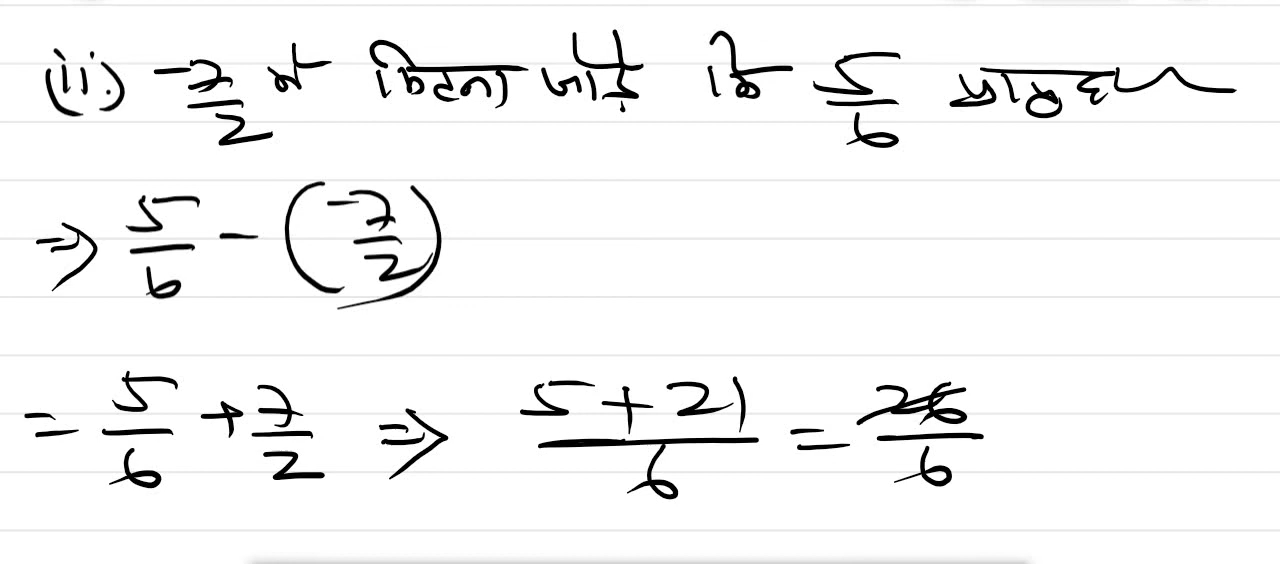 (ii) -7/2 में कितना जोड़ें कि 5/6 प्राप्त हो
⇒ 5/6 - (-7/2)
= 5/6 + 7/2 ⇒ (5+21)/6 = 26/6